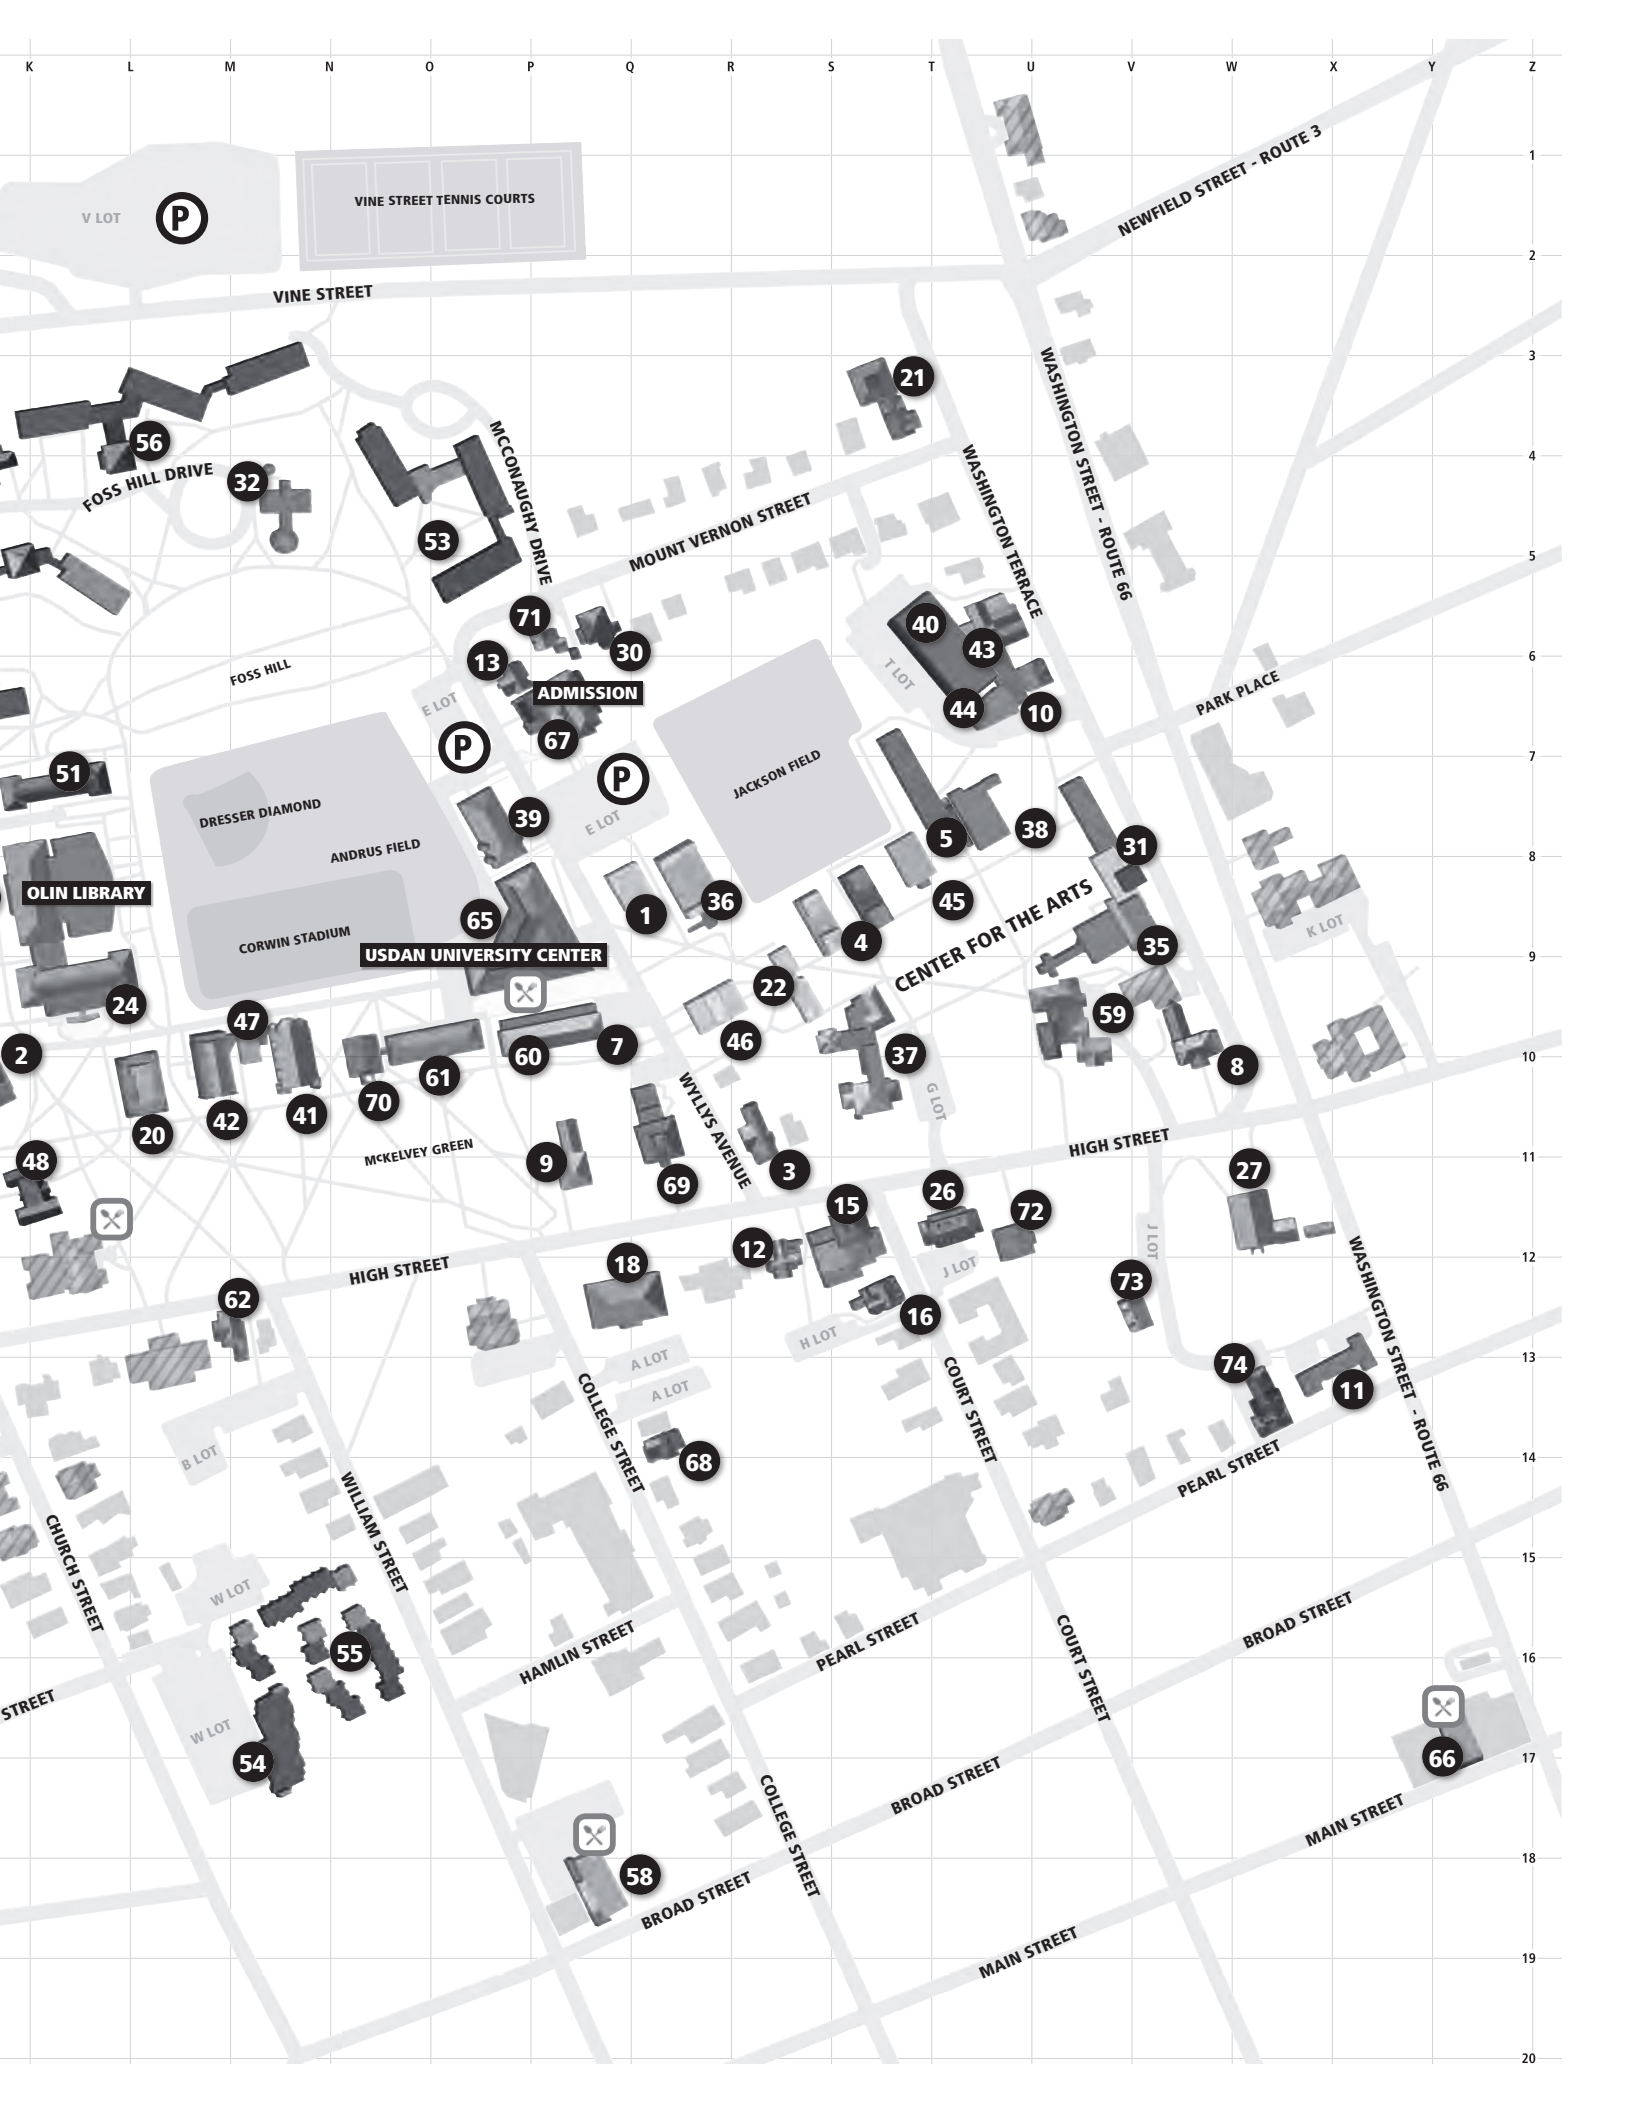 K L M N O P Q R S T U V W X Y Z
1
NEWFIELD STREET - ROUTE 3
VINE STREET TENNIS COURTS
V LOT
P
2
VINE STREET
3
21
WASHINGTON STREET - ROUTE 66
56
MCCONAUGHY DRIVE
4
FOSS HILL DRIVE
32
WASHINGTON TERRACE
MOUNT VERNON STREET
53
5
71
40
43
30
13
6
FOSS HILL
T LOT
ADMISSION
PARK PLACE
E LOT
44
10
67
P
7
51
P
JACKSON FIELD
DRESSER DIAMOND
39
E LOT
38
5
31
ANDRUS FIELD
8
OLIN LIBRARY
36
45
1
65
K LOT
CORWIN STADIUM
4
CENTER FOR THE ARTS
35
USDAN UNIVERSITY CENTER
9
22
24
59
47
46
2
7
60
37
10
8
61
70
G LOT
WYLLYS AVENUE
41
42
20
HIGH STREET
McKELVEY GREEN
48
9
11
3
27
69
26
15
72
J LOT
12
12
18
HIGH STREET
J LOT
73
62
16
H LOT
A LOT
13
74
A LOT
COURT STREET
11
WASHINGTON STREET - ROUTE 66
COLLEGE STREET
B LOT
68
14
PEARL STREET
WILLIAM STREET
CHURCH STREET
15
W LOT
BROAD STREET
HAMLIN STREET
PEARL STREET
COURT STREET
55
16
STREET
W LOT
54
66
17
BROAD STREET
COLLEGE STREET
MAIN STREET
18
58
BROAD STREET
MAIN STREET
19
20